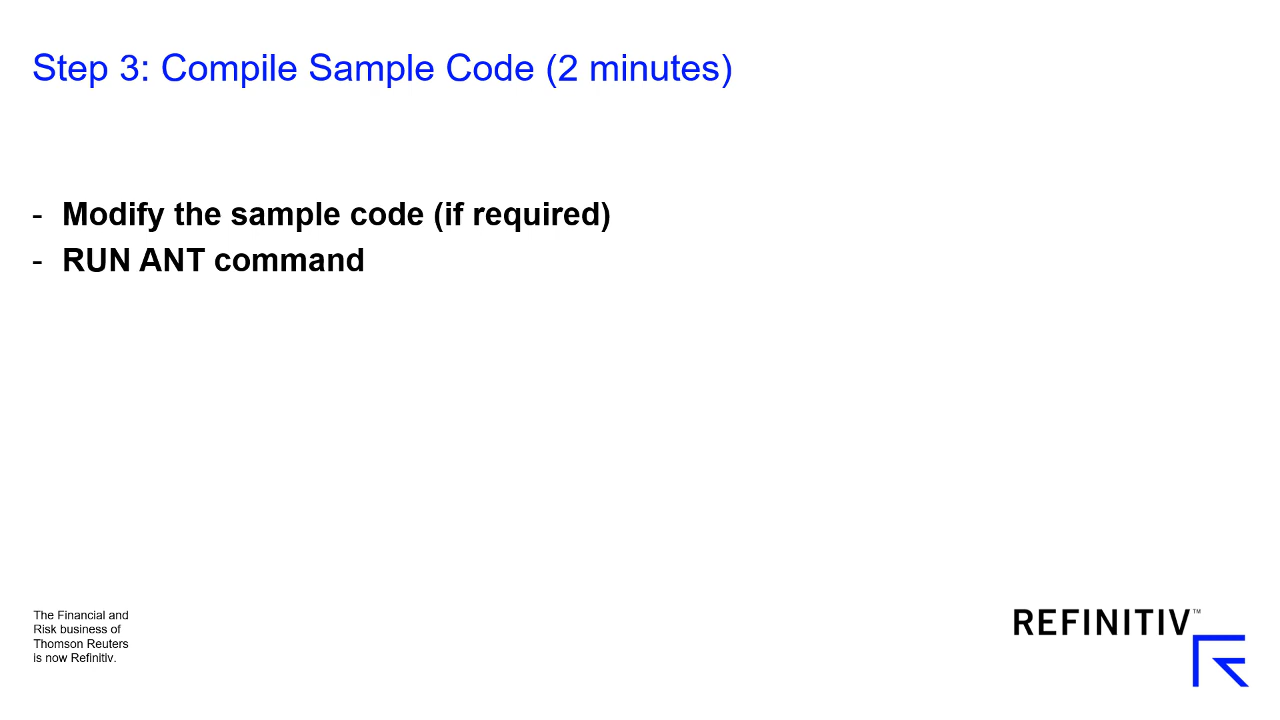 Step 3: Compile Sample Code (2 minutes)
- Modify the sample code (if required)
- RUN ANT command
The Financial and
Risk business of
Thomson Reuters
is now Refinitiv.
REFINITIV™